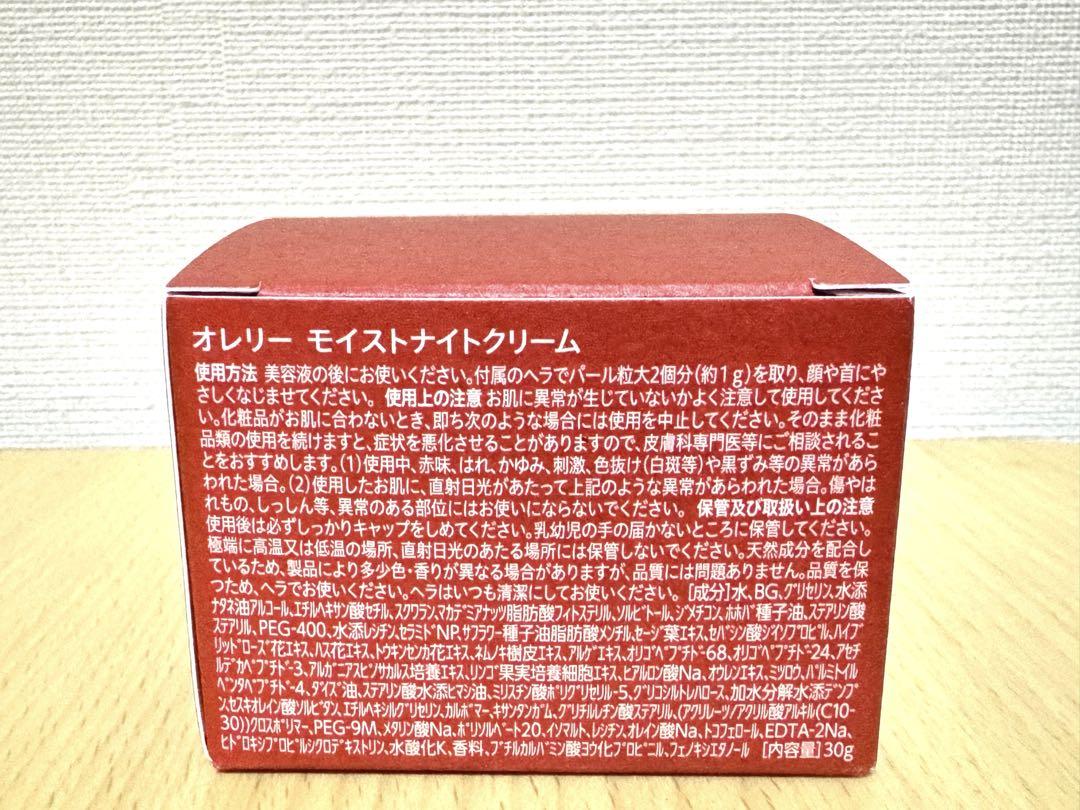 オレリー モイストナイトクリーム
使用方法 美容液の後にお使いください。付属のヘラでパール粒大2個分(約1g)を取り、顔や首にや
さしくなじませてください。 使用上の注意 お肌に異常が生じていないかよく注意して使用してくださ
い。化粧品がお肌に合わないとき、即ち次のような場合には使用を中止してください。そのまま化粧
品類の使用を続けますと、症状を悪化させることがありますので、皮膚科専門医等にご相談されるこ
とをおすすめします。(1)使用中、赤味、はれ、かゆみ、刺激、色抜け(白斑等)や黒ずみ等の異常があら
われた場合。(2)使用したお肌に、直射日光があたって上記のような異常があらわれた場合。傷やは
れもの、しっしん等、異常のある部位にはお使いにならないでください。 保管及び取扱い上の注意
使用後は必ずしっかりキャップをしめてください。乳幼児の手の届かないところに保管してください。
極端に高温又は低温の場所、直射日光のあたる場所には保管しないでください。天然成分を配合し
ているため、製品により多少色・香りが異なる場合がありますが、品質には問題ありません。品質を保
つため、ヘラでお使いください。ヘラはいつも清潔にしてお使いください。 [成分]水、BG、グリセリン、水添
ナタネ油アルコール、エチルヘキサン酸セチル、スクワラン、マカデミアナッツ脂肪酸フィトステリル、ソルビトール、ジメチコン、ホホバ種子油、ステアリン酸
ステアリル、PEG-400、水添レシチン、セラミドNP、サフラワー種子油脂肪酸メンチル、セージ葉エキス、セバシン酸ジイソプロピル、ハイブ
リッドローズ花エキス、ハス花エキス、トウキンセンカ花エキス、ネムノキ樹皮エキス、アルゲエキス、オリゴペプチド-68、オリゴペプチド-24、アセチ
ルデカペプチド-3、アルガニアスピノサカルス培養エキス、リンゴ果実培養細胞エキス、ヒアルロン酸Na、オウレンエキス、ミツロウ、パルミトイル
ペンタペプチド-4、ダイズ油、ステアリン酸水添ヒマシ油、ミリスチン酸ポリグリセリル-5、グリコシルトレハロース、加水分解水添デンプ
ン、セスキオレイン酸ソルビタン、エチルヘキシルグリセリン、カルボマー、キサンタンガム、グリチルレチン酸ステアリル、(アクリレーツ/アクリル酸アルキル(C10-
30))クロスポリマー、PEG-9M、メタリン酸Na、ポリソルベート20、イソマルト、レシチン、オレイン酸Na、トコフェロール、EDTA-2Na、
ヒドロキシプロピルシクロデキストリン、水酸化K、香料、ブチルカルバミン酸ヨウ化プロピニル、フェノキシエタノール [内容量]30g